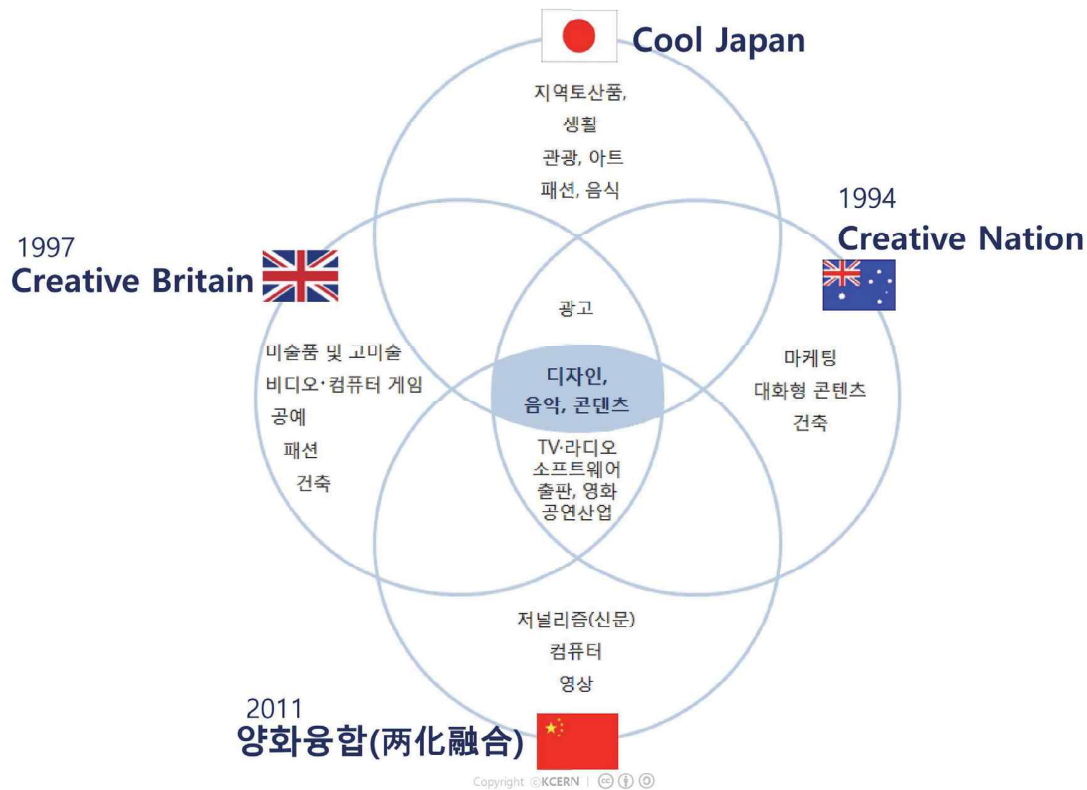 Cool Japan
지역토산품,
생활
관광, 아트
패션, 음식
1994
Creative Nation
1997
Creative Britain
광고
미술품 및 고미술
비디오·컴퓨터 게임
공예
패션
건축
디자인,
음악, 콘덴츠
마케팅
대화형 콘텐츠
건축
TV·라디오
소프트웨어
출판, 영화
공연산업
저널리즘(신문)
컴퓨터
영상
2011
양화융합(两化融合)
Copyright ⓒKCERN
cc